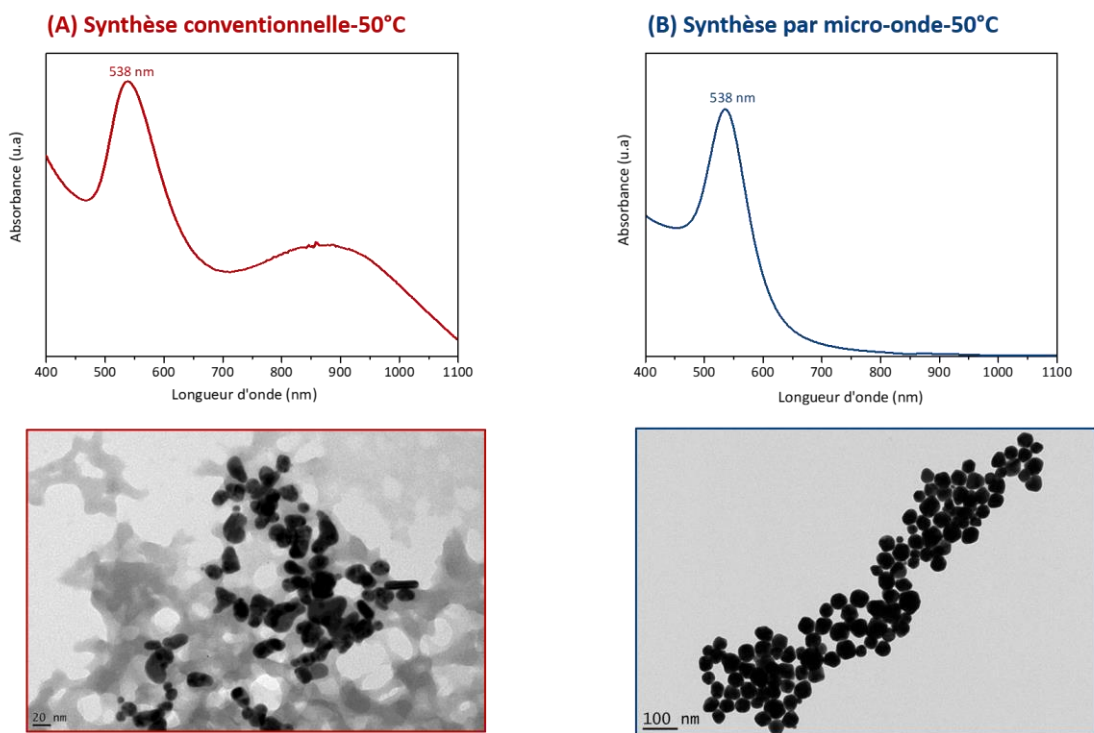 (A) Synthèse conventionnelle-50°C
538 nm
Absorbance (u.a)
400 500 600 700 800 900 1000 1100
Longueur d'onde (nm)
20 nm
(B) Synthèse par micro-onde-50°C
538 nm
Absorbance (u.a)
400 500 600 700 800 900 1000 1100
Longueur d'onde (nm)
100 nm